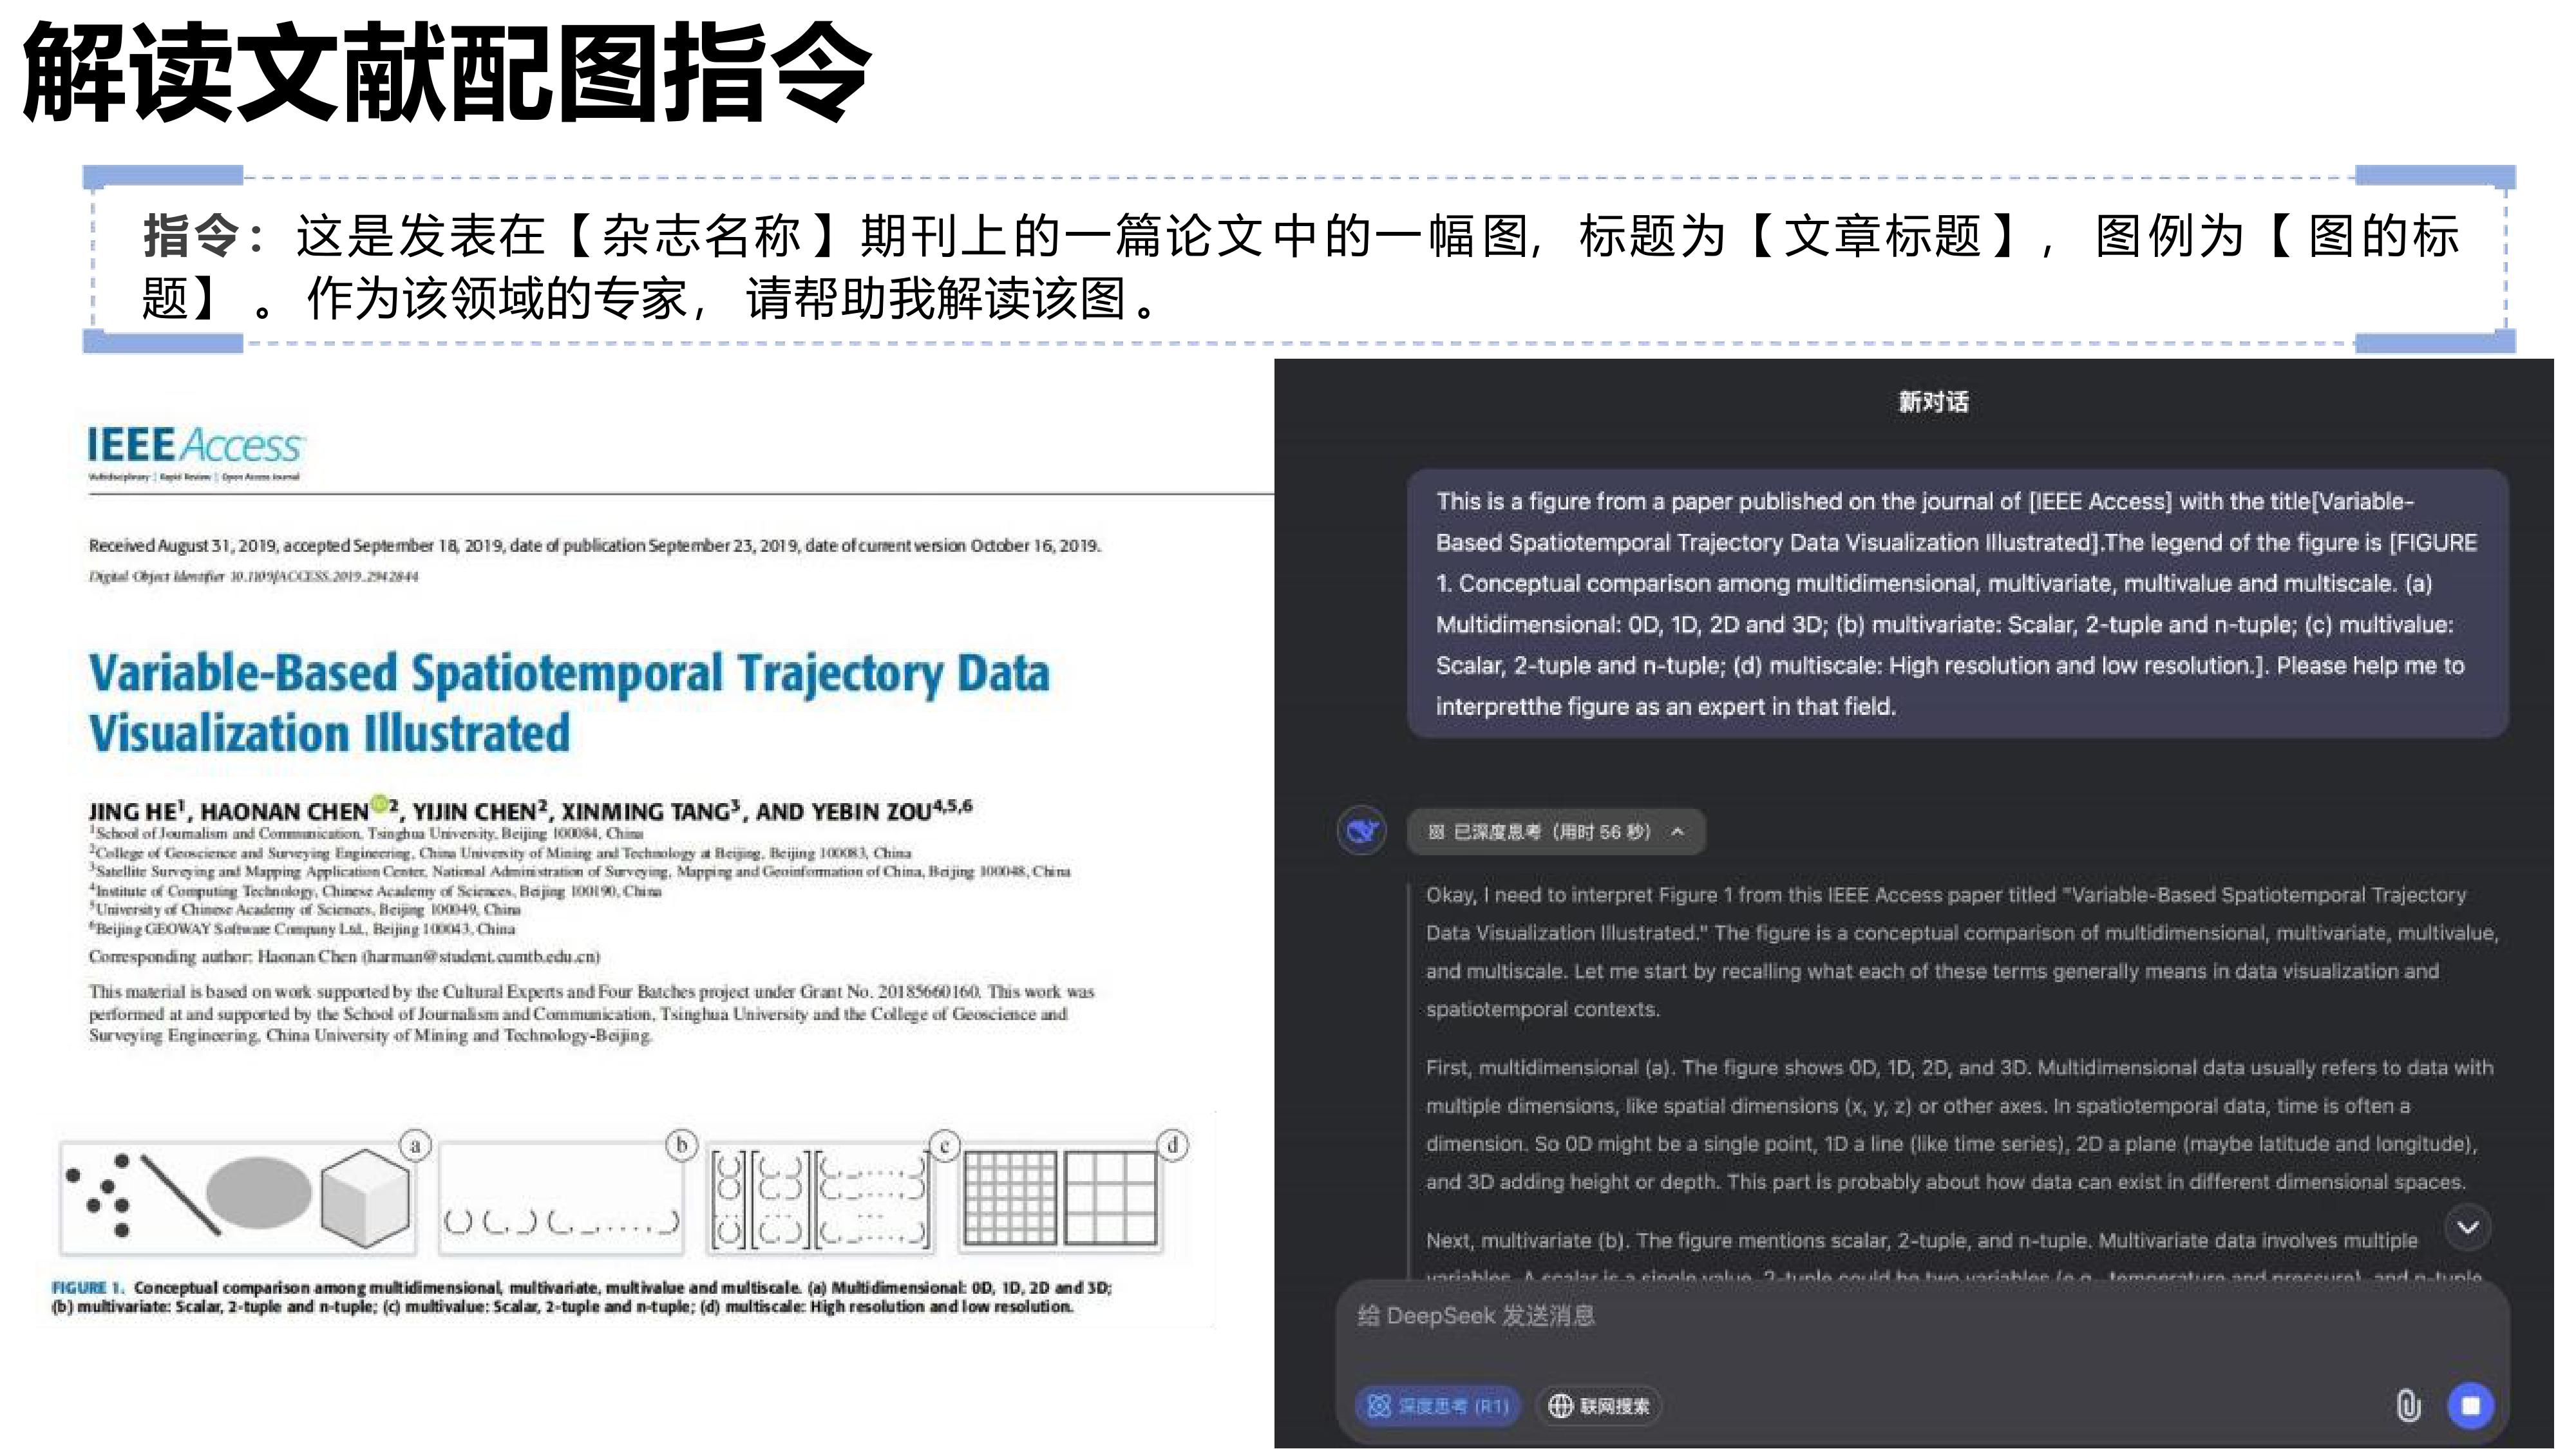 解读文献配图指令
指令：这是发表在【杂志名称】期刊上的一篇论文中的一幅图，标题为【文章标题】，图例为【图的标
题】。作为该领域的专家，请帮助我解读该图。
IEEE Access
Multidisciplinary | Rapid Review | Open Access Journal
Received August 31, 2019, accepted September 18, 2019, date of publication September 23, 2019, date of current version October 16, 2019.
Digital Object Identifier 10.1109/ACCESS.2019.2942844
Variable-Based Spatiotemporal Trajectory Data
Visualization Illustrated
JING HE1, HAONAN CHEN iD 2, YIJIN CHEN2, XINMING TANG3, AND YEBIN ZOU4,5,6
1School of Journalism and Communication, Tsinghua University, Beijing 100084, China
2College of Geoscience and Surveying Engineering, China University of Mining and Technology at Beijing, Beijing 100083, China
3Satellite Surveying and Mapping Application Center, National Administration of Surveying, Mapping and Geoinformation of China, Beijing 100048, China
4Institute of Computing Technology, Chinese Academy of Sciences, Beijing 100190, China
5University of Chinese Academy of Sciences, Beijing 100049, China
6Beijing GEOWAY Software Company Ltd., Beijing 100043, China
Corresponding author: Haonan Chen (harman@student.cumtb.edu.cn)
This material is based on work supported by the Cultural Experts and Four Batches project under Grant No. 20185660160. This work was
performed at and supported by the School of Journalism and Communication, Tsinghua University and the College of Geoscience and
Surveying Engineering, China University of Mining and Technology-Beijing.
a b c d
(_) (_, _) (_, _, . . . . , _)
FIGURE 1. Conceptual comparison among multidimensional, multivariate, multivalue and multiscale. (a) Multidimensional: 0D, 1D, 2D and 3D;
(b) multivariate: Scalar, 2-tuple and n-tuple; (c) multivalue: Scalar, 2-tuple and n-tuple; (d) multiscale: High resolution and low resolution.
新对话
This is a figure from a paper published on the journal of [IEEE Access] with the title[Variable-
Based Spatiotemporal Trajectory Data Visualization Illustrated].The legend of the figure is [FIGURE
1. Conceptual comparison among multidimensional, multivariate, multivalue and multiscale. (a)
Multidimensional: 0D, 1D, 2D and 3D; (b) multivariate: Scalar, 2-tuple and n-tuple; (c) multivalue:
Scalar, 2-tuple and n-tuple; (d) multiscale: High resolution and low resolution.]. Please help me to
interpretthe figure as an expert in that field.
已深度思考（用时 56 秒）
Okay, I need to interpret Figure 1 from this IEEE Access paper titled "Variable-Based Spatiotemporal Trajectory
Data Visualization Illustrated." The figure is a conceptual comparison of multidimensional, multivariate, multivalue,
and multiscale. Let me start by recalling what each of these terms generally means in data visualization and
spatiotemporal contexts.
First, multidimensional (a). The figure shows 0D, 1D, 2D, and 3D. Multidimensional data usually refers to data with
multiple dimensions, like spatial dimensions (x, y, z) or other axes. In spatiotemporal data, time is often a
dimension. So 0D might be a single point, 1D a line (like time series), 2D a plane (maybe latitude and longitude),
and 3D adding height or depth. This part is probably about how data can exist in different dimensional spaces.
Next, multivariate (b). The figure mentions scalar, 2-tuple, and n-tuple. Multivariate data involves multiple
variables. A scalar is a single value, 2-tuple could be two variables (e.g., temperature and pressure), and n-tuple
给 DeepSeek 发送消息
深度思考 (R1)
联网搜索